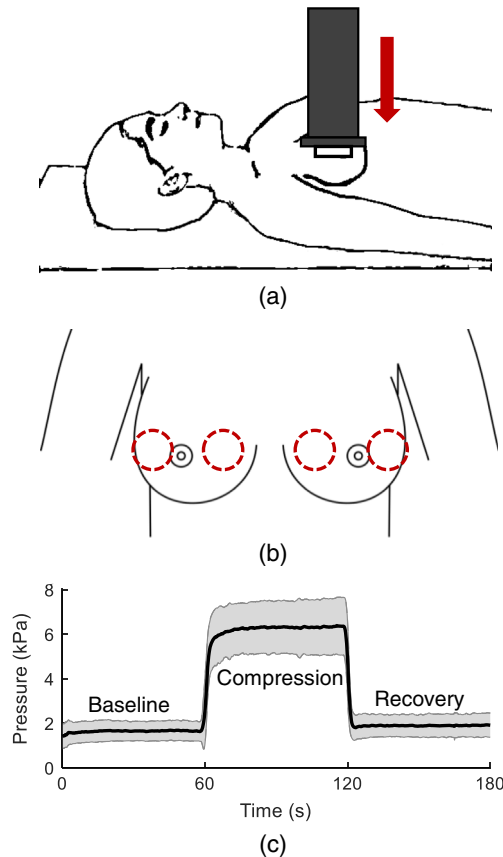 (a)
(b)
8
6
4
2
0
Pressure (kPa)
Baseline
Compression
Recovery
0
60
120
180
Time (s)
(c)